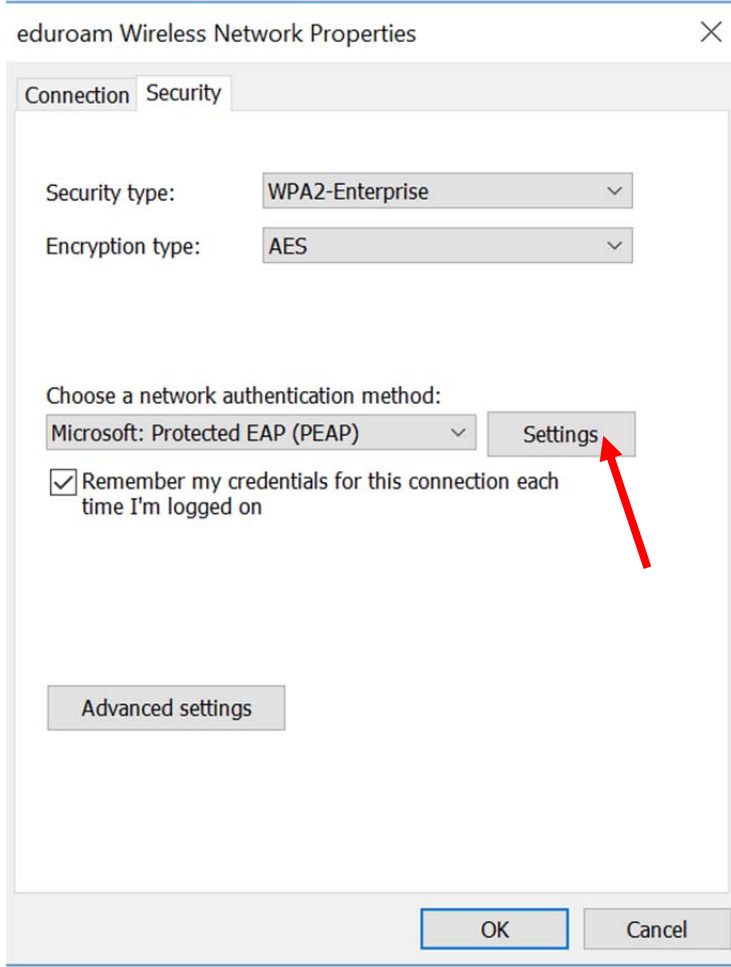 eduroam Wireless Network Properties
Connection Security
Security type: WPA2-Enterprise
Encryption type: AES
Choose a network authentication method:
Microsoft: Protected EAP (PEAP) Settings
Remember my credentials for this connection each
time I'm logged on
Advanced settings
OK Cancel